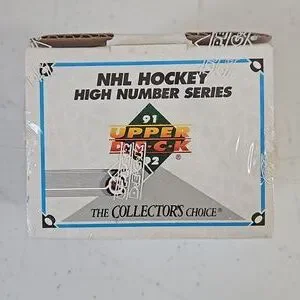 NHL HOCKEY
HIGH NUMBER SERIES
91
UPPER
DECK
92
®
THE COLLECTOR'S CHOICE®